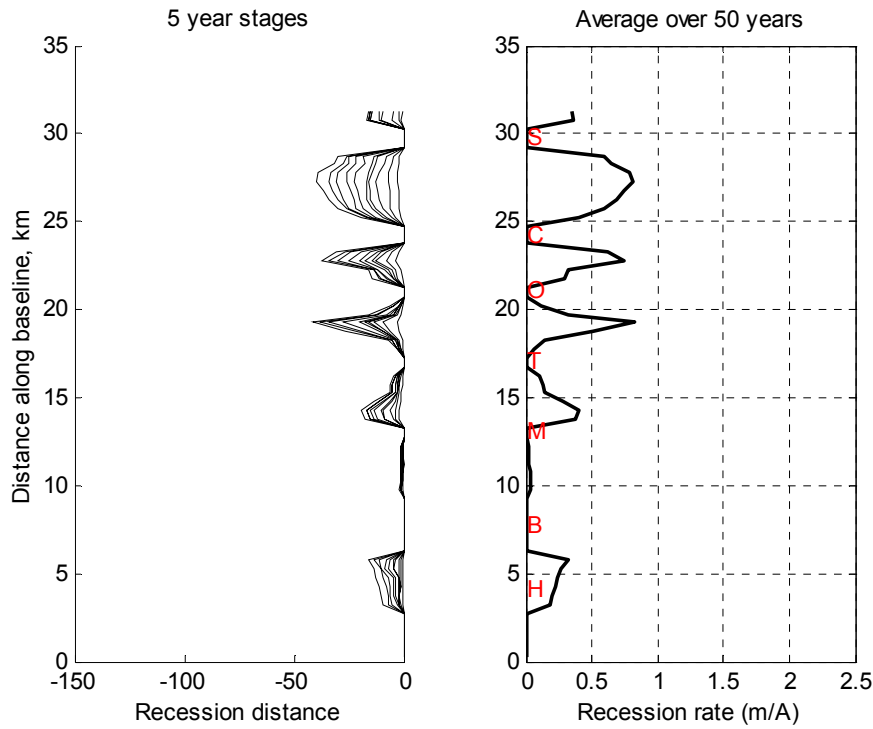 5 year stages
Average over 50 years
35
30
25
20
15
10
5
0
-150
-100
-50
0
Distance along baseline, km
Recession distance
35
30
25
20
15
10
5
0
0
0.5
1
1.5
2
2.5
Recession rate (m/A)
S
C
O
T
M
B
H